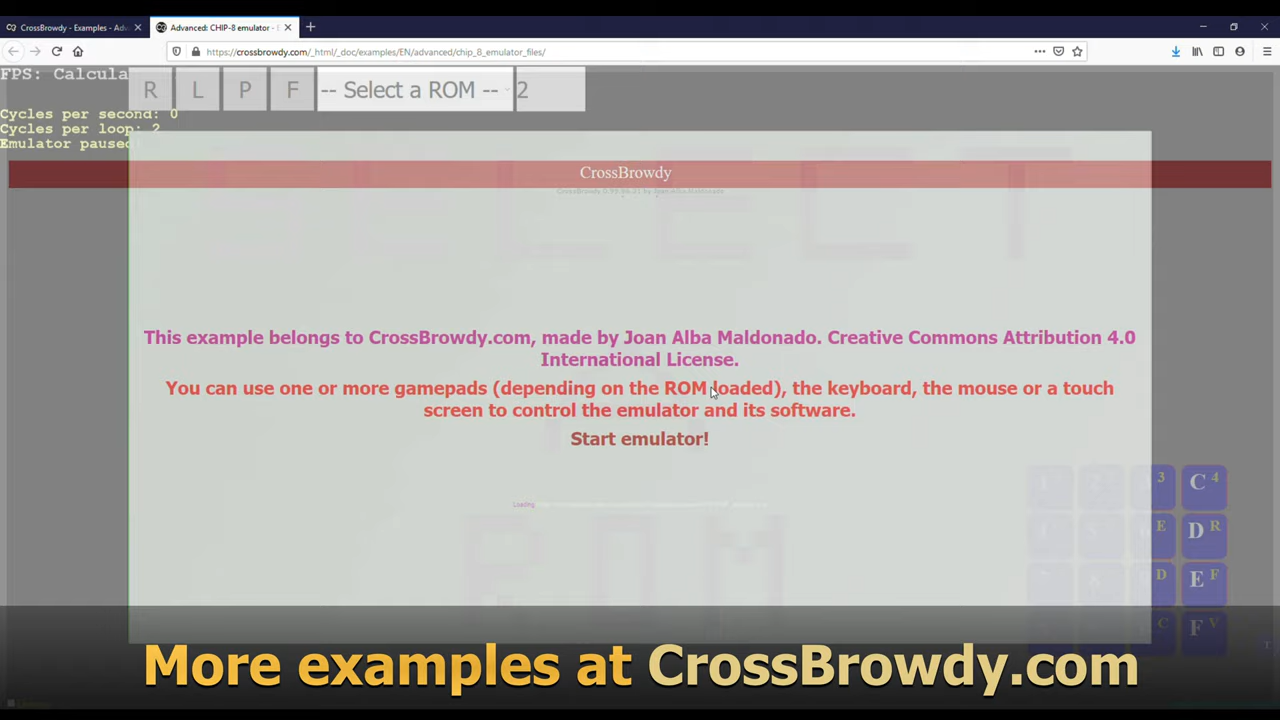 CrossBrowdy - Examples - Adv
Advanced: CHIP-8 emulator - E
https://crossbrowdy.com/_html/_doc/examples/EN/advanced/chip_8_emulator_files/
FPS: Calcula
R L P F -- Select a ROM -- 2
Cycles per second: 0
Cycles per loop: 2
Emulator paused
CrossBrowdy
SELECT
This example belongs to CrossBrowdy.com, made by Joan Alba Maldonado. Creative Commons Attribution 4.0
International License.
You can use one or more gamepads (depending on the ROM loaded), the keyboard, the mouse or a touch
screen to control the emulator and its software.
Start emulator!
Loading
ROM
3 C 4
E D R
D E F
C F V
More examples at CrossBrowdy.com